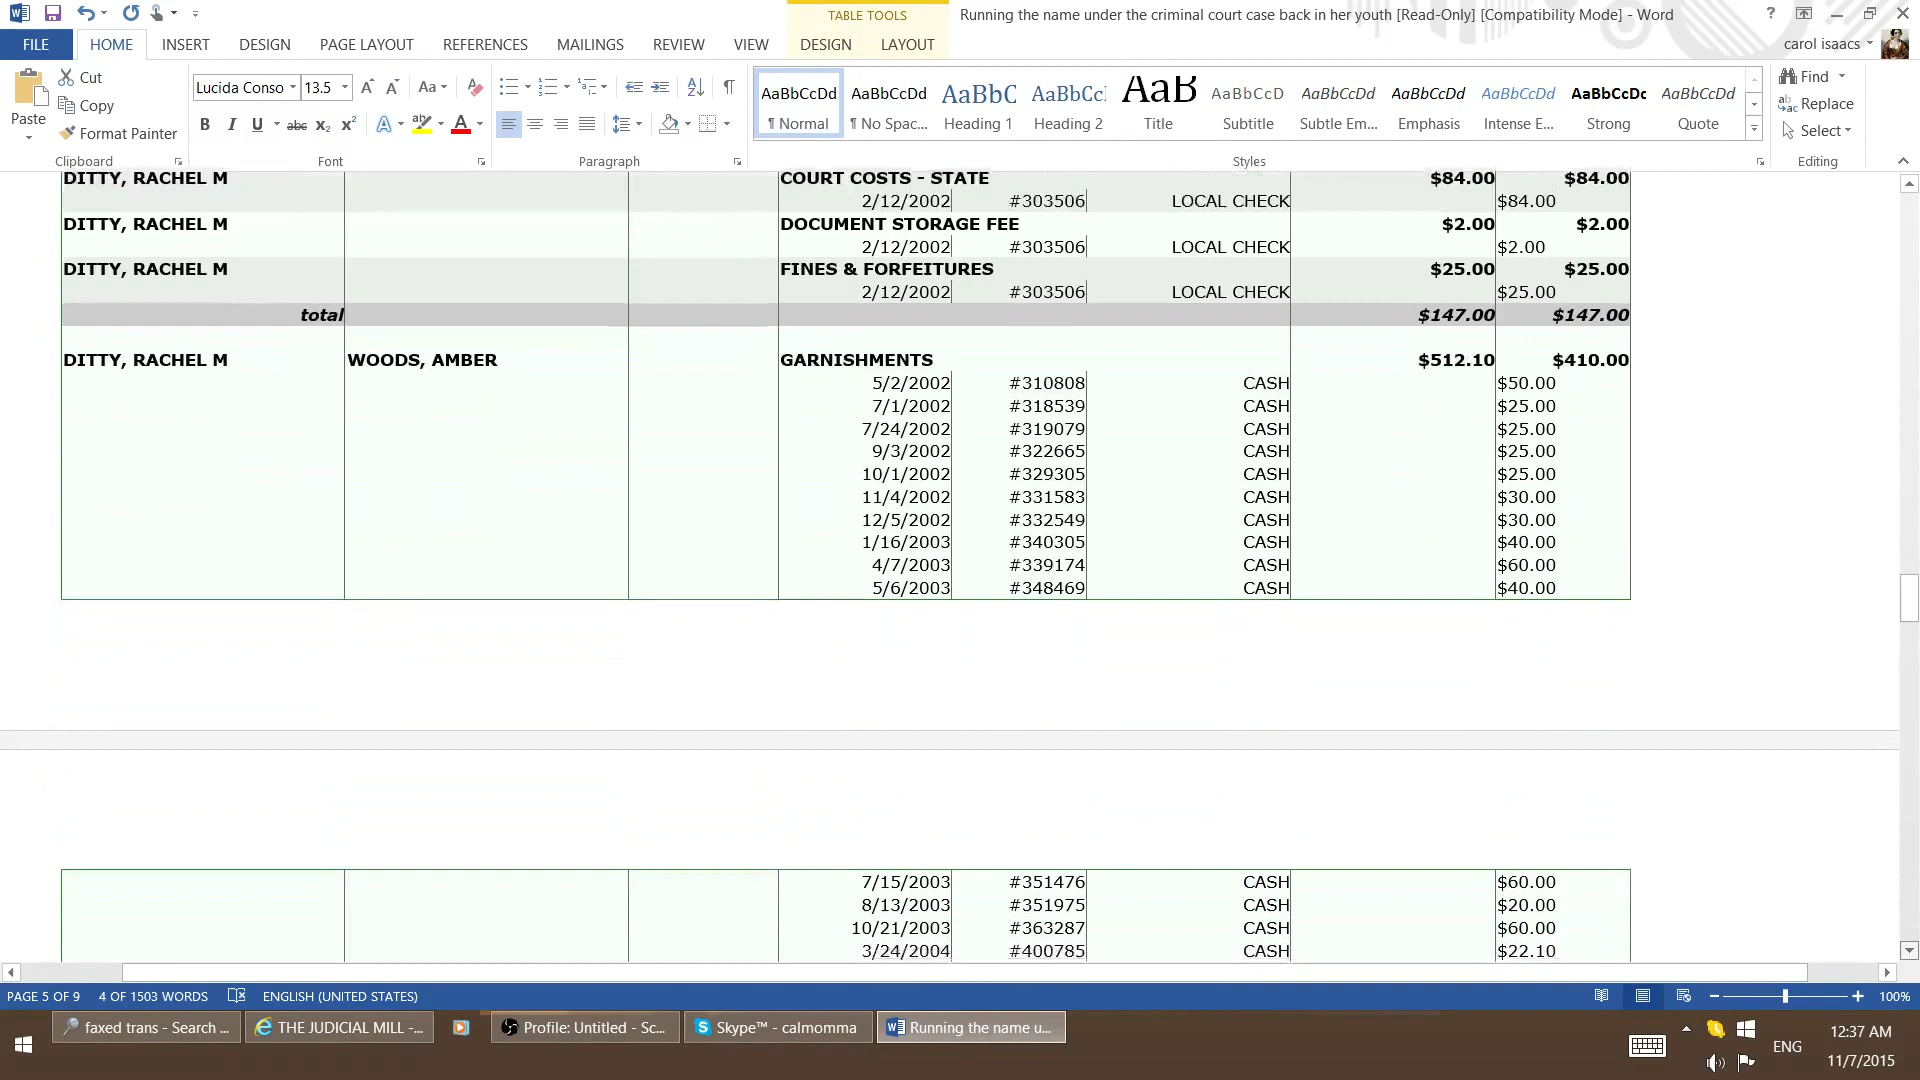 TABLE TOOLS
Running the name under the criminal court case back in her youth [Read-Only] [Compatibility Mode] - Word
?
FILE HOME INSERT DESIGN PAGE LAYOUT REFERENCES MAILINGS REVIEW VIEW DESIGN LAYOUT carol isaacs
Paste
Cut
Copy
Format Painter
Clipboard
Lucida Conso 13.5
Font
Paragraph
AaBbCcDd AaBbCcDd AaBbC AaBbCcI AaB AaBbCcD AaBbCcDd AaBbCcDd AaBbCcDd AaBbCcDc AaBbCcDd
¶ Normal ¶ No Spac... Heading 1 Heading 2 Title Subtitle Subtle Em... Emphasis Intense E... Strong Quote
Styles
Find
Replace
Select
Editing
DITTY, RACHEL M COURT COSTS - STATE $84.00 $84.00
2/12/2002 #303506 LOCAL CHECK $84.00
DITTY, RACHEL M DOCUMENT STORAGE FEE $2.00 $2.00
2/12/2002 #303506 LOCAL CHECK $2.00
DITTY, RACHEL M FINES & FORFEITURES $25.00 $25.00
2/12/2002 #303506 LOCAL CHECK $25.00
total $147.00 $147.00
DITTY, RACHEL M WOODS, AMBER GARNISHMENTS $512.10 $410.00
5/2/2002 #310808 CASH $50.00
7/1/2002 #318539 CASH $25.00
7/24/2002 #319079 CASH $25.00
9/3/2002 #322665 CASH $25.00
10/1/2002 #329305 CASH $25.00
11/4/2002 #331583 CASH $30.00
12/5/2002 #332549 CASH $30.00
1/16/2003 #340305 CASH $40.00
4/7/2003 #339174 CASH $60.00
5/6/2003 #348469 CASH $40.00
7/15/2003 #351476 CASH $60.00
8/13/2003 #351975 CASH $20.00
10/21/2003 #363287 CASH $60.00
3/24/2004 #400785 CASH $22.10
PAGE 5 OF 9 4 OF 1503 WORDS ENGLISH (UNITED STATES) 100%
faxed trans - Search ... THE JUDICIAL MILL -... Profile: Untitled - Sc... Skype™ - calmomma Running the name u...
ENG
12:37 AM
11/7/2015